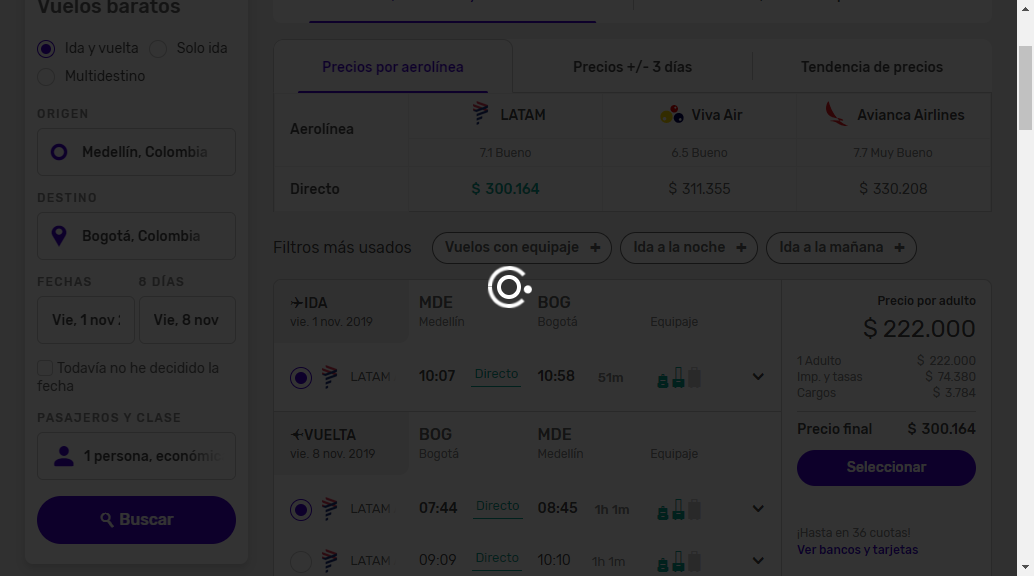 Vuelos baratos
Ida y vuelta
Solo ida
Multidestino
ORIGEN
Medellín, Colombia
DESTINO
Bogotá, Colombia
FECHAS
8 DÍAS
Vie, 1 nov
Vie, 8 nov
Todavía no he decidido la
fecha
PASAJEROS Y CLASE
1 persona, económic
Buscar
Precios por aerolínea
Precios +/- 3 días
Tendencia de precios
Aerolínea
LATAM
Viva Air
Avianca Airlines
7.1 Bueno
6.5 Bueno
7.7 Muy Bueno
Directo
$ 300.164
$ 311.355
$ 330.208
Filtros más usados
Vuelos con equipaje +
Ida a la noche +
Ida a la mañana +
IDA
MDE
BOG
vie. 1 nov. 2019
Medellín
Bogotá
Equipaje
LATAM
10:07
Directo
10:58
51m
VUELTA
BOG
MDE
vie. 8 nov. 2019
Bogotá
Medellín
Equipaje
LATAM
07:44
Directo
08:45
1h 1m
LATAM
09:09
Directo
10:10
1h 1m
Precio por adulto
$ 222.000
1 Adulto
$ 222.000
Imp. y tasas
$ 74.380
Cargos
$ 3.784
Precio final
$ 300.164
Seleccionar
¡Hasta en 36 cuotas!
Ver bancos y tarjetas